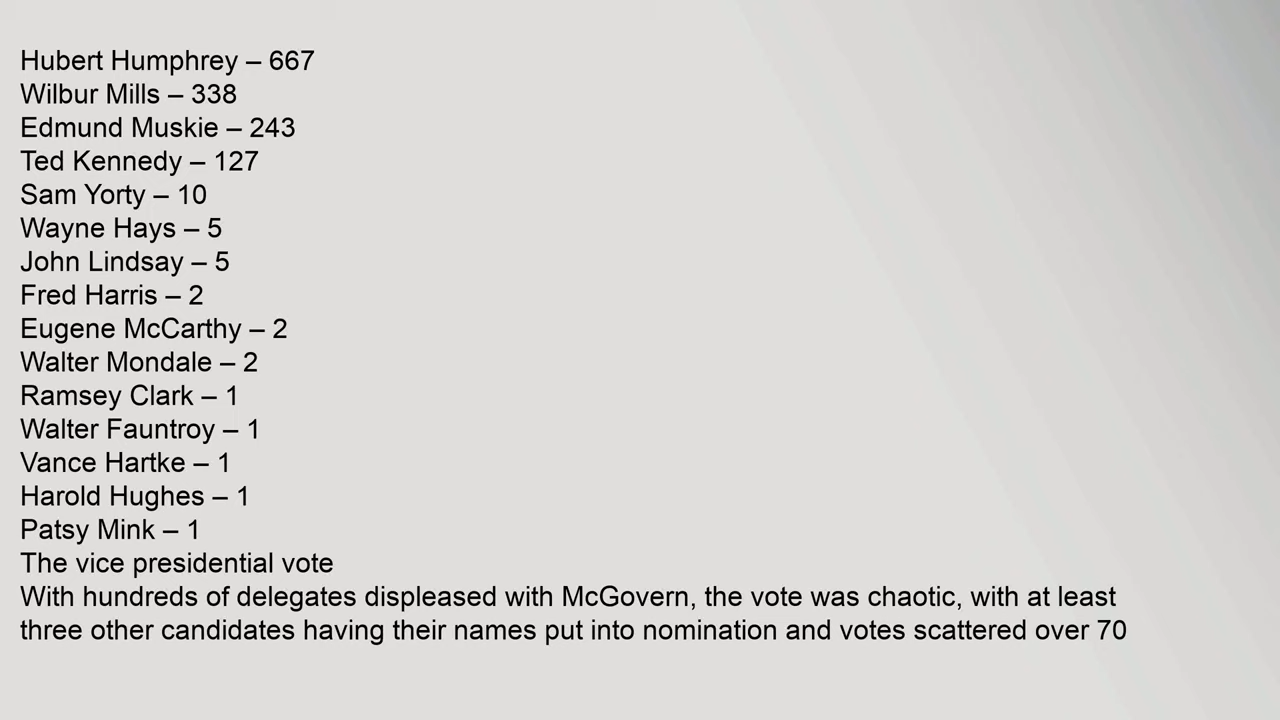 Hubert Humphrey – 667
Wilbur Mills – 338
Edmund Muskie – 243
Ted Kennedy – 127
Sam Yorty – 10
Wayne Hays – 5
John Lindsay – 5
Fred Harris – 2
Eugene McCarthy – 2
Walter Mondale – 2
Ramsey Clark – 1
Walter Fauntroy – 1
Vance Hartke – 1
Harold Hughes – 1
Patsy Mink – 1
The vice presidential vote
With hundreds of delegates displeased with McGovern, the vote was chaotic, with at least
three other candidates having their names put into nomination and votes scattered over 70